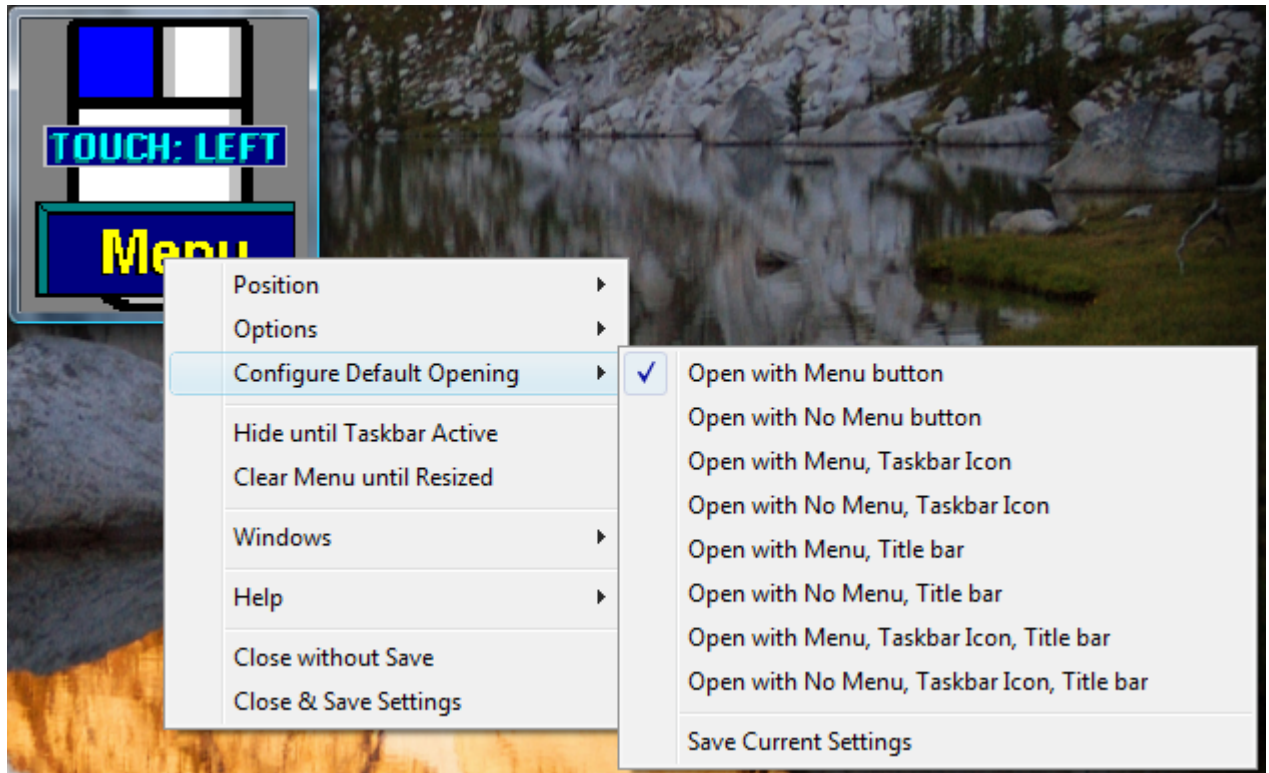 TOUCH: LEFT
Menu
Position
Options
Configure Default Opening
Hide until Taskbar Active
Clear Menu until Resized
Windows
Help
Close without Save
Close & Save Settings
Open with Menu button
Open with No Menu button
Open with Menu, Taskbar Icon
Open with No Menu, Taskbar Icon
Open with Menu, Title bar
Open with No Menu, Title bar
Open with Menu, Taskbar Icon, Title bar
Open with No Menu, Taskbar Icon, Title bar
Save Current Settings